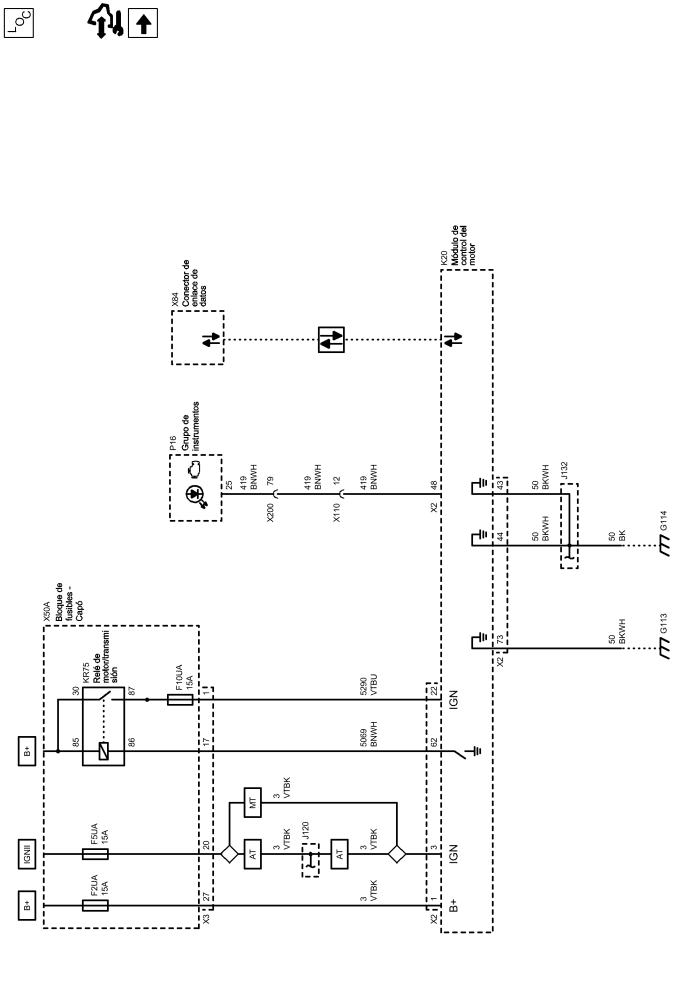 LOC
X84
Conector de
enlace de
datos
K20
Módulo de
control del
motor
P16
Grupo de
instrumentos
25
419
BNWH
79
X200
419
BNWH
12
X110
419
BNWH
48
X2
43
50
BKWH
J132
44
50
BKWH
50
BK
G114
73
X2
50
BKWH
G113
X50A
Bloque de
fusibles -
Capó
KR75
Relé de
motor/transmi
sión
30
87
85
86
F10UA
15A
11
5290
VTBU
22
IGN
B+
17
5069
BNWH
62
IGNII
F5UA
15A
20
MT
3
VTBK
AT
3
VTBK
J120
AT
3
VTBK
3
IGN
B+
F2UA
15A
27
X3
3
VTBK
1
X2
B+